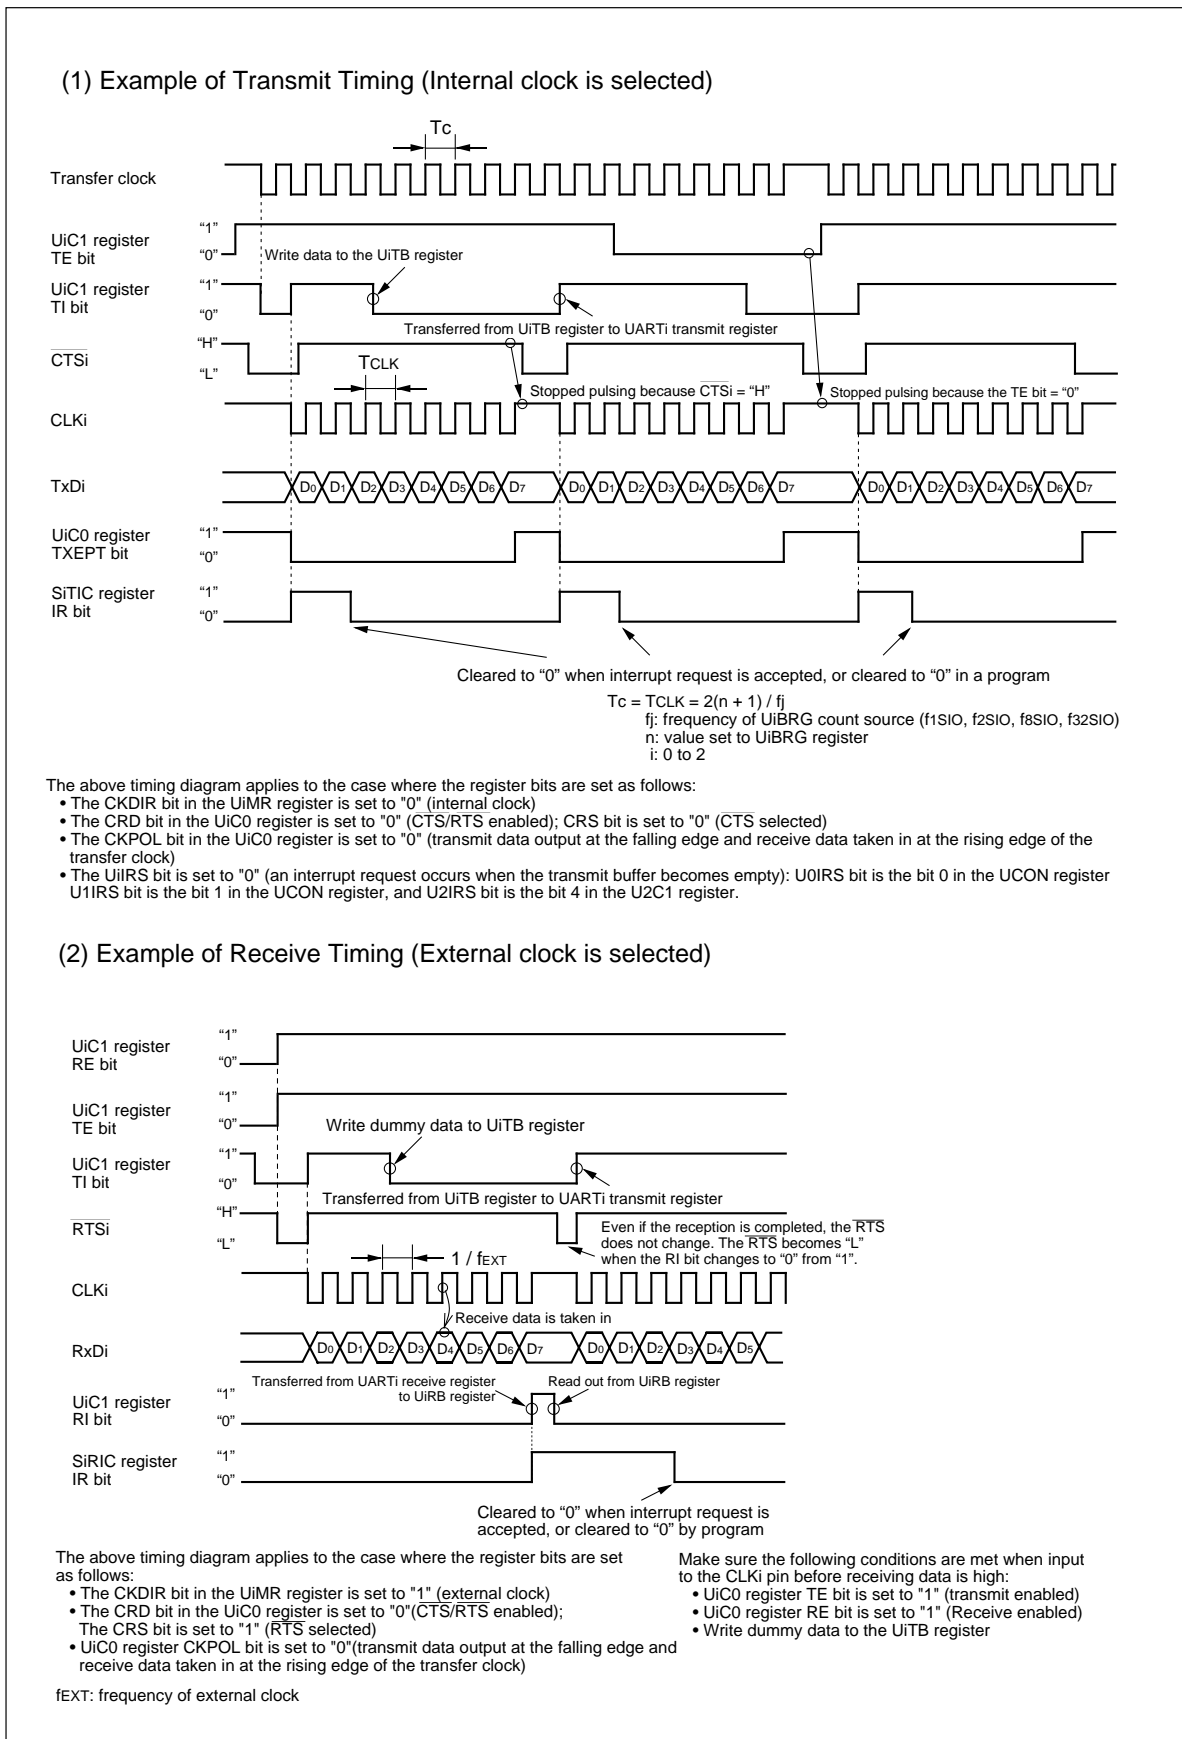 (1) Example of Transmit Timing (Internal clock is selected)
Tc
Transfer clock
UiC1 register
TE bit
“1”
“0”
Write data to the UiTB register
UiC1 register
TI bit
“1”
“0”
Transferred from UiTB register to UARTi transmit register
CTSi
“H”
“L”
TCLK
Stopped pulsing because CTSi = “H”
Stopped pulsing because the TE bit = “0”
CLKi
TxDi
D0 D1 D2 D3 D4 D5 D6 D7 D0 D1 D2 D3 D4 D5 D6 D7 D0 D1 D2 D3 D4 D5 D6 D7
UiC0 register
TXEPT bit
“1”
“0”
SiTIC register
IR bit
“1”
“0”
Cleared to “0” when interrupt request is accepted, or cleared to “0” in a program
Tc = TCLK = 2(n + 1) / fj
fj: frequency of UiBRG count source (f1SIO, f2SIO, f8SIO, f32SIO)
n: value set to UiBRG register
i: 0 to 2
The above timing diagram applies to the case where the register bits are set as follows:
• The CKDIR bit in the UiMR register is set to "0" (internal clock)
• The CRD bit in the UiC0 register is set to "0" (CTS/RTS enabled); CRS bit is set to "0" (CTS selected)
• The CKPOL bit in the UiC0 register is set to "0" (transmit data output at the falling edge and receive data taken in at the rising edge of the
transfer clock)
• The UiIRS bit is set to "0" (an interrupt request occurs when the transmit buffer becomes empty): U0IRS bit is the bit 0 in the UCON register
U1IRS bit is the bit 1 in the UCON register, and U2IRS bit is the bit 4 in the U2C1 register.
(2) Example of Receive Timing (External clock is selected)
UiC1 register
RE bit
“1”
“0”
UiC1 register
TE bit
“1”
“0”
Write dummy data to UiTB register
UiC1 register
TI bit
“1”
“0”
Transferred from UiTB register to UARTi transmit register
RTSi
“H”
“L”
Even if the reception is completed, the RTS
does not change. The RTS becomes “L”
when the RI bit changes to “0” from “1”.
1 / fEXT
CLKi
Receive data is taken in
RxDi
D0 D1 D2 D3 D4 D5 D6 D7 D0 D1 D2 D3 D4 D5
Transferred from UARTi receive register
to UiRB register
Read out from UiRB register
UiC1 register
RI bit
“1”
“0”
SiRIC register
IR bit
“1”
“0”
Cleared to “0” when interrupt request is
accepted, or cleared to “0” by program
The above timing diagram applies to the case where the register bits are set
as follows:
• The CKDIR bit in the UiMR register is set to "1" (external clock)
• The CRD bit in the UiC0 register is set to "0"(CTS/RTS enabled);
The CRS bit is set to "1" (RTS selected)
• UiC0 register CKPOL bit is set to "0"(transmit data output at the falling edge and
receive data taken in at the rising edge of the transfer clock)
fEXT: frequency of external clock
Make sure the following conditions are met when input
to the CLKi pin before receiving data is high:
• UiC0 register TE bit is set to "1" (transmit enabled)
• UiC0 register RE bit is set to "1" (Receive enabled)
• Write dummy data to the UiTB register